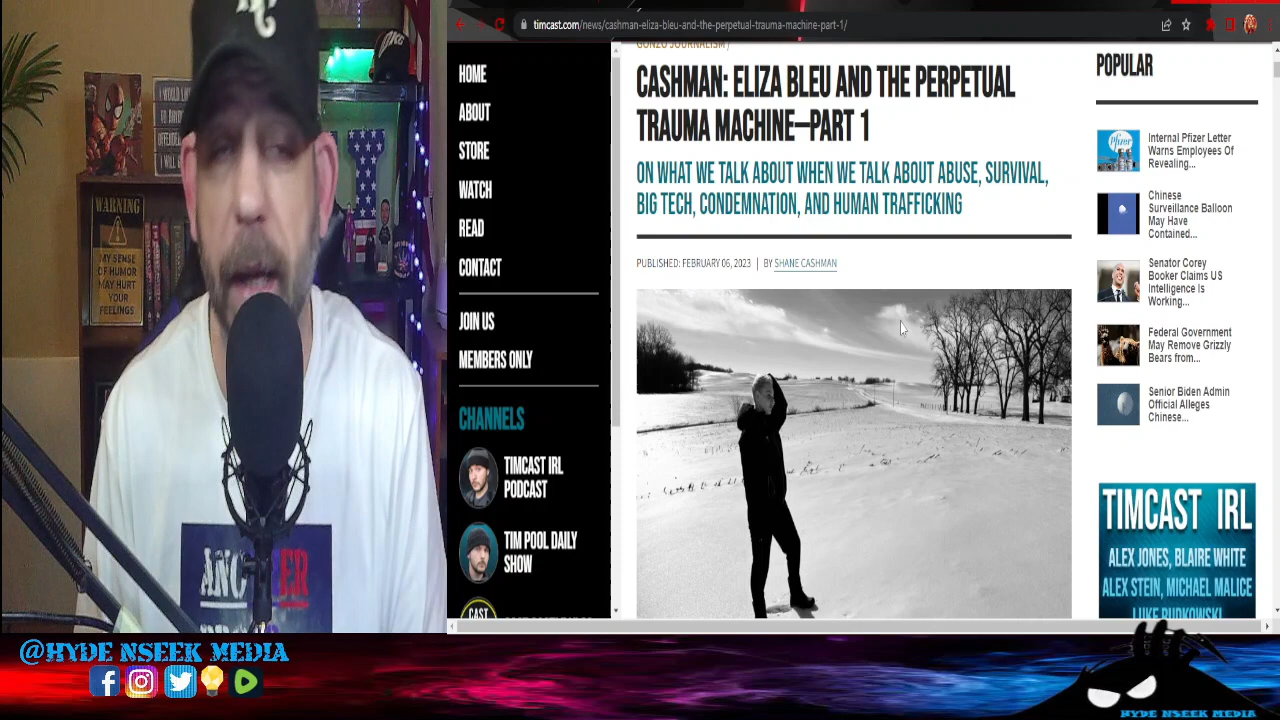 timcast.com/news/cashman-eliza-bleu-and-the-perpetual-trauma-machine-part-1/
HOME
ABOUT
STORE
WATCH
READ
CONTACT
JOIN US
MEMBERS ONLY
CHANNELS
TIMCAST IRL
PODCAST
TIM POOL DAILY
SHOW
CAST
GONZO JOURNALISM /
CASHMAN: ELIZA BLEU AND THE PERPETUAL
TRAUMA MACHINE—PART 1
ON WHAT WE TALK ABOUT WHEN WE TALK ABOUT ABUSE, SURVIVAL,
BIG TECH, CONDEMNATION, AND HUMAN TRAFFICKING
PUBLISHED: FEBRUARY 06, 2023 | BY SHANE CASHMAN
POPULAR
Internal Pfizer Letter
Warns Employees Of
Revealing...
Chinese
Surveillance Balloon
May Have
Contained...
Senator Corey
Booker Claims US
Intelligence Is
Working...
Federal Government
May Remove Grizzly
Bears from...
Senior Biden Admin
Official Alleges
Chinese...
Pfizer
TIMCAST IRL
ALEX JONES, BLAIRE WHITE
ALEX STEIN, MICHAEL MALICE
LUKE RUDKOWSKI
WARNING
MY SENSE
OF HUMOR
MAY HURT
YOUR
FEELINGS
@HYDE NSEEK MEDIA
HYDE NSEEK MEDIA